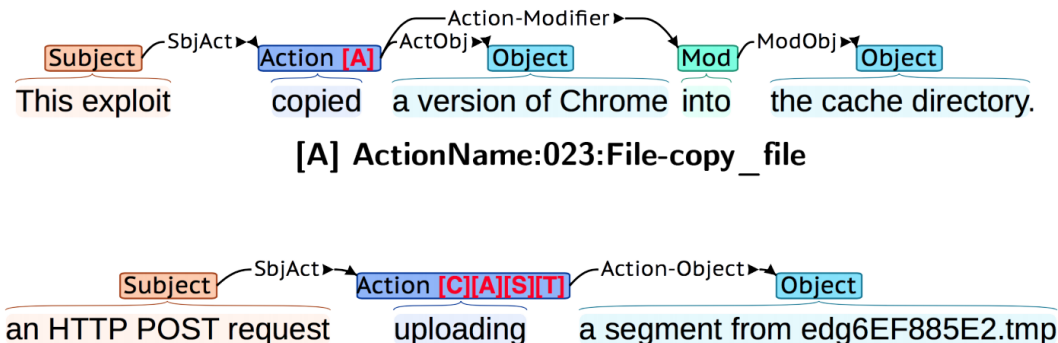 Action-Modifier
SbjAct ActObj ModObj
Subject Action [A] Object Mod Object
This exploit copied a version of Chrome into the cache directory.
[A] ActionName:023:File-copy_file
SbjAct Action-Object
Subject Action [C][A][S][T] Object
an HTTP POST request uploading a segment from edg6EF885E2.tmp